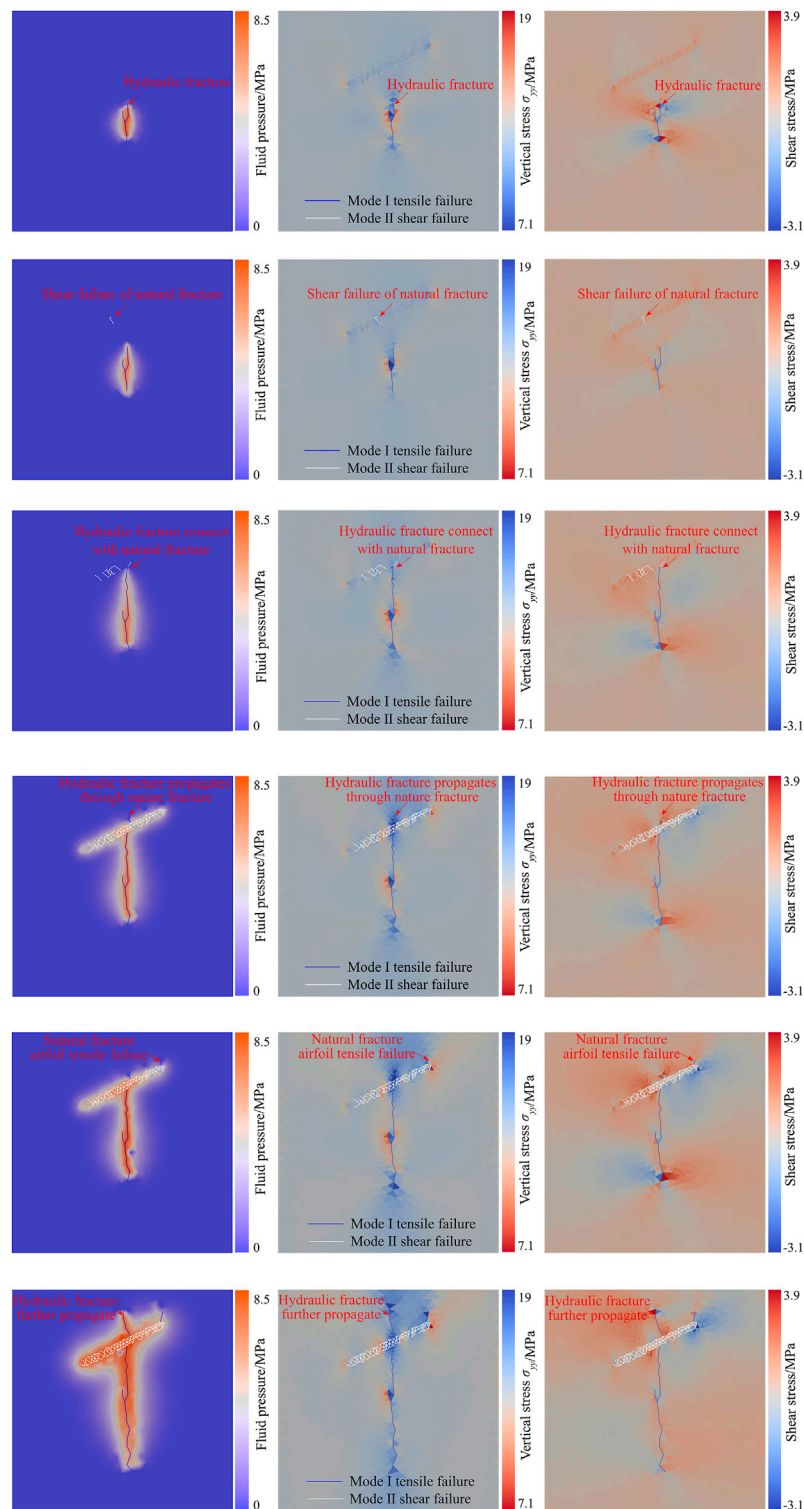 8.5
Hydraulic fracture
Fluid pressure/MPa
0
19
Hydraulic fracture
Vertical stress σyy/MPa
Mode I tensile failure
Mode II shear failure
7.1
3.9
Hydraulic fracture
Shear stress/MPa
-3.1
8.5
Shear failure of natural fracture
Fluid pressure/MPa
0
19
Shear failure of natural fracture
Vertical stress σyy/MPa
Mode I tensile failure
Mode II shear failure
7.1
3.9
Shear failure of natural fracture
Shear stress/MPa
-3.1
8.5
Hydraulic fracture connect
with natural fracture
Fluid pressure/MPa
0
19
Hydraulic fracture connect
with natural fracture
Vertical stress σyy/MPa
Mode I tensile failure
Mode II shear failure
7.1
3.9
Hydraulic fracture connect
with natural fracture
Shear stress/MPa
-3.1
8.5
Hydraulic fracture propagates
through nature fracture
Fluid pressure/MPa
0
19
Hydraulic fracture propagates
through nature fracture
Vertical stress σyy/MPa
Mode I tensile failure
Mode II shear failure
7.1
3.9
Hydraulic fracture propagates
through nature fracture
Shear stress/MPa
-3.1
8.5
Natural fracture
airfoil tensile failure
Fluid pressure/MPa
0
19
Natural fracture
airfoil tensile failure
Vertical stress σyy/MPa
Mode I tensile failure
Mode II shear failure
7.1
3.9
Natural fracture
airfoil tensile failure
Shear stress/MPa
-3.1
8.5
Hydraulic fracture
further propagate
Fluid pressure/MPa
0
19
Hydraulic fracture
further propagate
Vertical stress σyy/MPa
Mode I tensile failure
Mode II shear failure
7.1
3.9
Hydraulic fracture
further propagate
Shear stress/MPa
-3.1